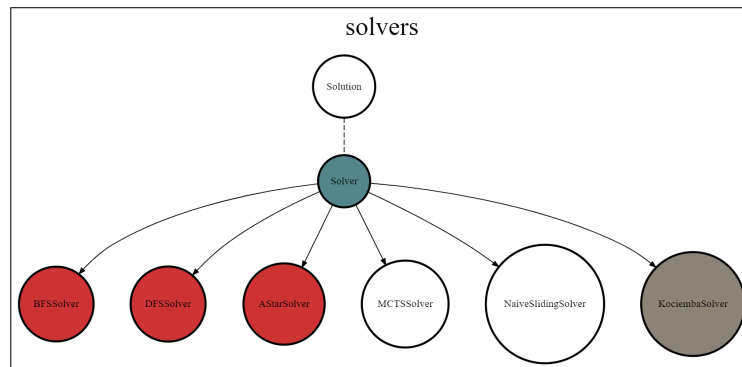 solvers
Solution
Solver
BFSSolver
DFSSolver
AStarSolver
MCTSSolver
NaiveSlidingSolver
KociembaSolver